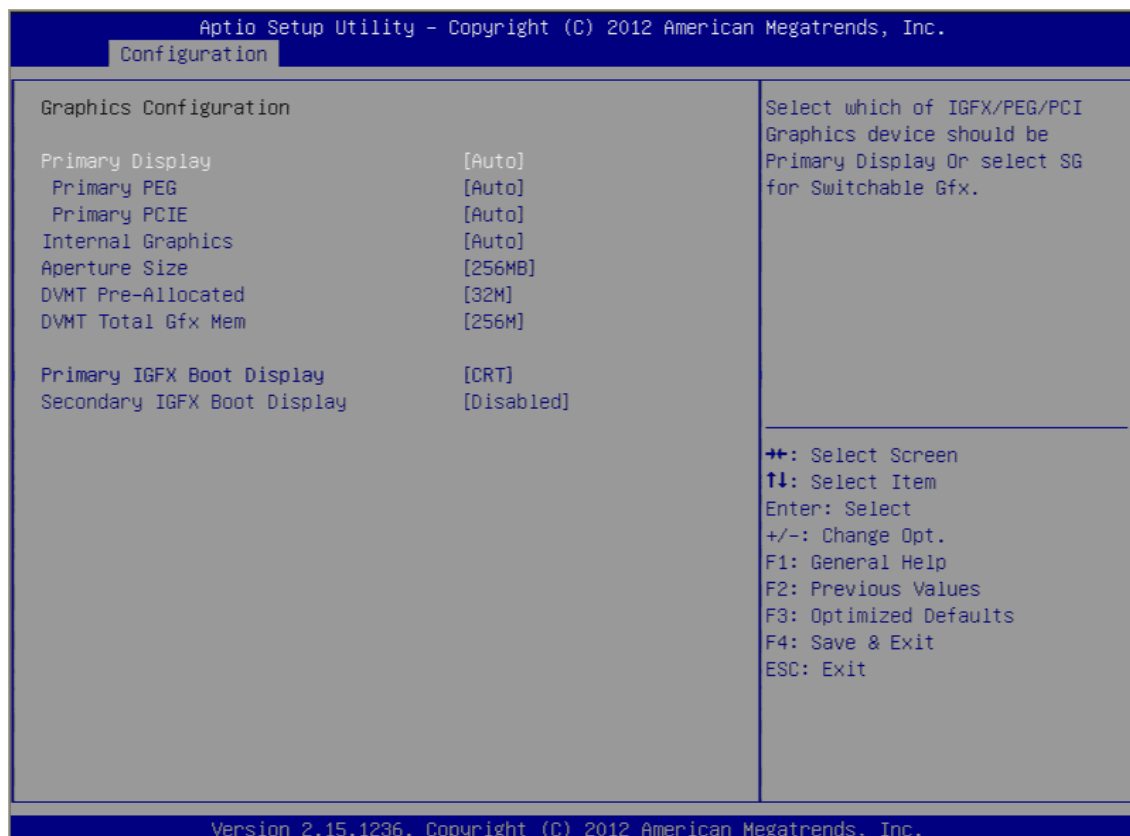 Aptio Setup Utility – Copyright (C) 2012 American Megatrends, Inc.
Configuration
Graphics Configuration
Primary Display [Auto]
Primary PEG [Auto]
Primary PCIE [Auto]
Internal Graphics [Auto]
Aperture Size [256MB]
DVMT Pre-Allocated [32M]
DVMT Total Gfx Mem [256M]
Primary IGFX Boot Display [CRT]
Secondary IGFX Boot Display [Disabled]
Select which of IGFX/PEG/PCI
Graphics device should be
Primary Display Or select SG
for Switchable Gfx.
→←: Select Screen
↑↓: Select Item
Enter: Select
+/-: Change Opt.
F1: General Help
F2: Previous Values
F3: Optimized Defaults
F4: Save & Exit
ESC: Exit
Version 2.15.1236. Copyright (C) 2012 American Megatrends, Inc.